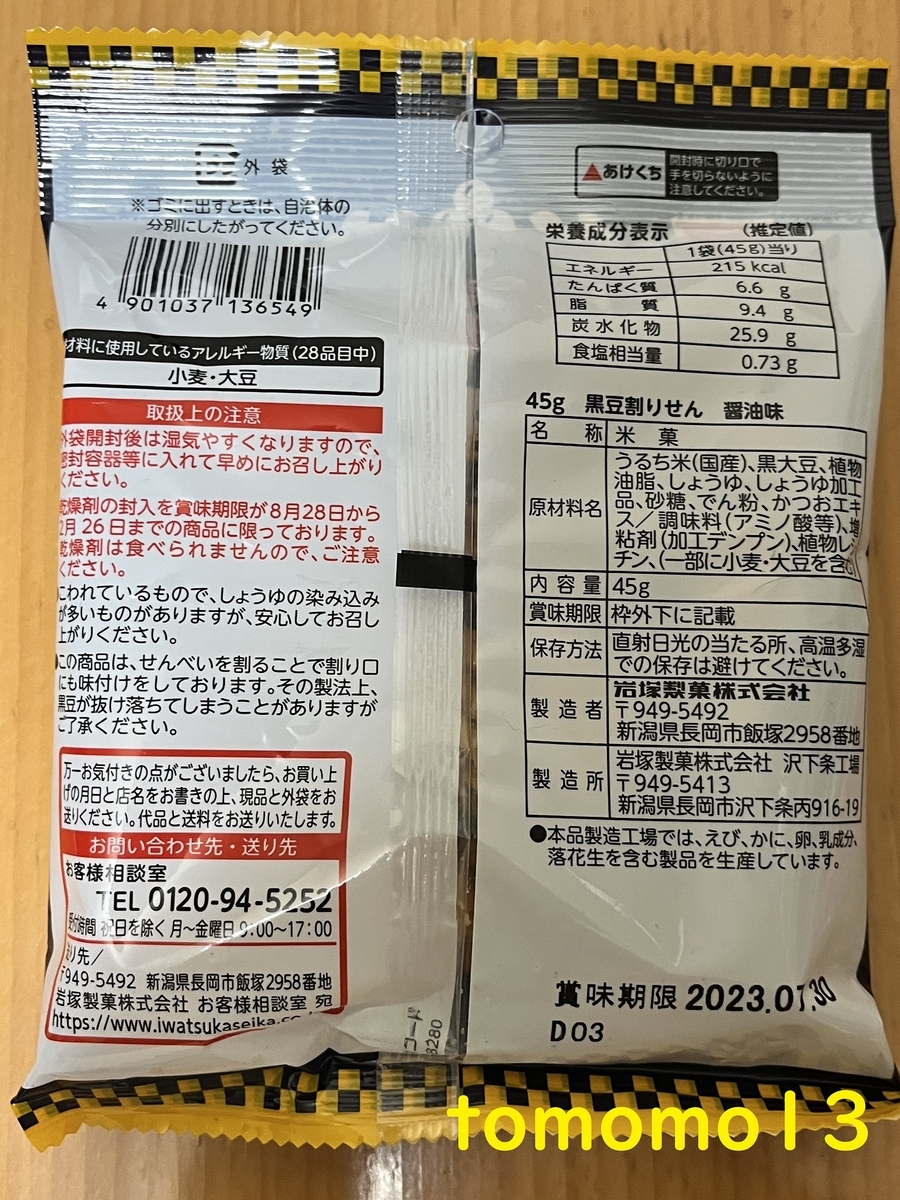 外袋
※ゴミに出すときは、自治体の
分別にしたがってください。
4 901037 136549
材料に使用しているアレルギー物質(28品目中)
小麦・大豆
取扱上の注意
外袋開封後は湿気やすくなりますので、
密封容器等に入れて早めにお召し上がり
ください。
乾燥剤の封入を賞味期限が8月28日から
2月26日までの商品に限っております。
乾燥剤は食べられませんので、ご注意
ください。
こわれているもので、しょうゆの染み込み
が多いものがありますが、安心してお召し
上がりください。
この商品は、せんべいを割ることで割り口
にも味付けをしております。その製法上、
黒豆が抜け落ちてしまうことがありますが
ご了承ください。
万一お気付きの点がございましたら、お買い上
げの月日と店名をお書きの上、現品と外袋をお
送りください。代品と送料をお送りいたします。
お問い合わせ先・送り先
お客様相談室
TEL 0120-94-5252
受付時間 祝日を除く月〜金曜日9:00〜17:00
送り先/
〒949-5492 新潟県長岡市飯塚2958番地
岩塚製菓株式会社 お客様相談室 宛
https://www.iwatsukaseika.co
コード
8280
あけくち
開封時に切り口で
手を切らないように
注意してください。
栄養成分表示 (推定値)
1袋(45g)当り
エネルギー 215 kcal
たんぱく質 6.6 g
脂質 9.4 g
炭水化物 25.9 g
食塩相当量 0.73 g
45g 黒豆割りせん 醤油味
名称 米菓
原材料名 うるち米(国産)、黒大豆、植物
油脂、しょうゆ、しょうゆ加工
品、砂糖、でん粉、かつおエキ
ス/調味料(アミノ酸等)、増
粘剤(加工デンプン)、植物レシ
チン、(一部に小麦・大豆を含む)
内容量 45g
賞味期限 枠外下に記載
保存方法 直射日光の当たる所、高温多湿
での保存は避けてください。
製造者 岩塚製菓株式会社
〒949-5492
新潟県長岡市飯塚2958番地
製造所 岩塚製菓株式会社 沢下条工場
〒949-5413
新潟県長岡市沢下条丙916-19
●本品製造工場では、えび、かに、卵、乳成分、
落花生を含む製品を生産しています。
賞味期限 2023.01.30
D03
tomomo13